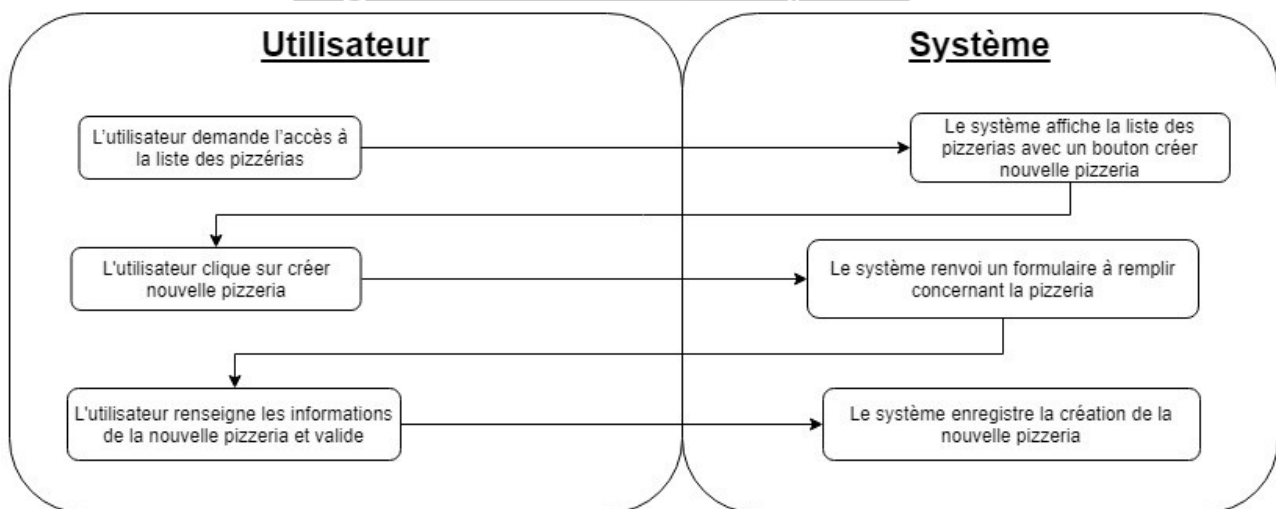 Utilisateur
Système
L'utilisateur demande l'accès à
la liste des pizzérias
Le système affiche la liste des
pizzerias avec un bouton créer
nouvelle pizzeria
L'utilisateur clique sur créer
nouvelle pizzeria
Le système renvoi un formulaire à remplir
concernant la pizzeria
L'utilisateur renseigne les informations
de la nouvelle pizzeria et valide
Le système enregistre la création de la
nouvelle pizzeria